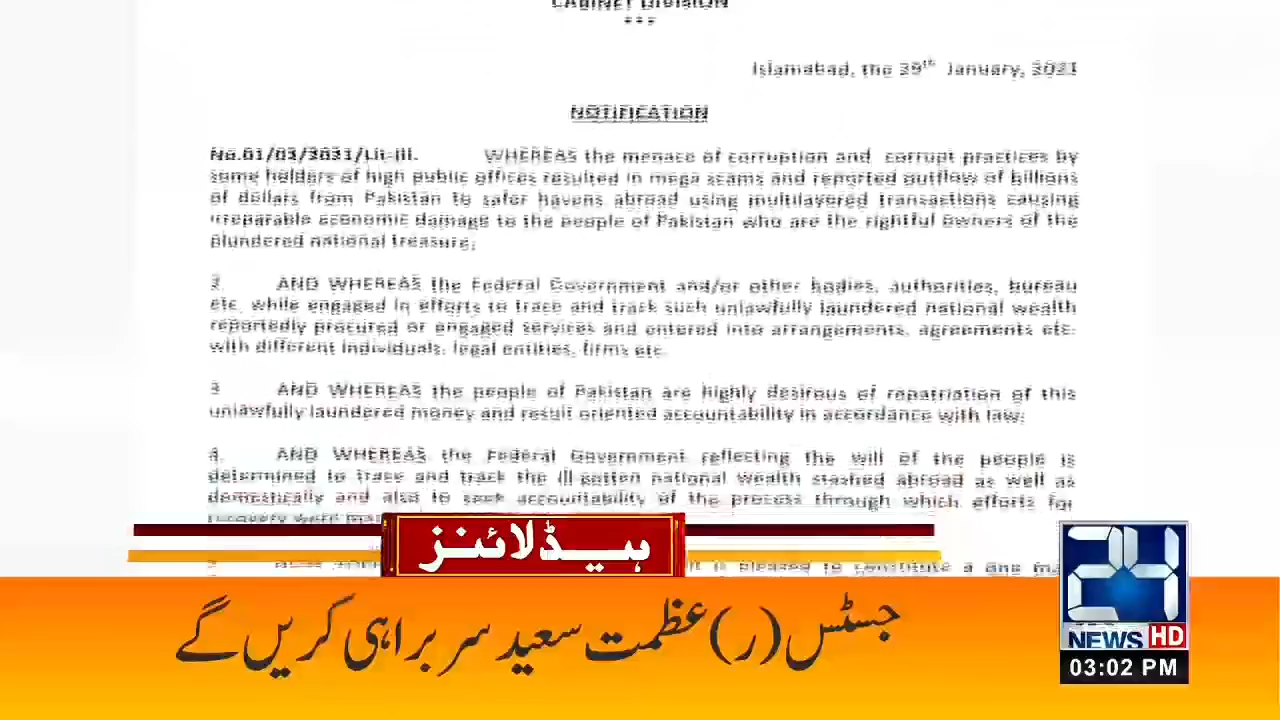 CABINET DIVISION
***
Islamabad, the 29th January, 2021
NOTIFICATION
No.01/03/2021/Lit-III. WHEREAS the menace of corruption and corrupt practices by
some holders of high public offices resulted in mega scams and reported outflow of billions
of dollars from Pakistan to safer havens abroad using multilayered transactions causing
irreparable economic damage to the people of Pakistan who are the rightful owners of the
plundered national treasure;
2 AND WHEREAS the Federal Government and/or other bodies, authorities, bureau
etc. while engaged in efforts to trace and track such unlawfully laundered national wealth
reportedly procured or engaged services and entered into arrangements, agreements etc.
with different individuals, legal entities, firms etc.
3 AND WHEREAS the people of Pakistan are highly desirous of repatriation of this
unlawfully laundered money and result oriented accountability in accordance with law;
4. AND WHEREAS the Federal Government reflecting the will of the people is
determined to trace and track the ill-gotten national wealth stashed abroad as well as
domestically and also to seek accountability of the process through which efforts for
recovery were
is pleased to constitute a one
ہیڈلائنز
جسٹس (ر) عظمت سعید سربراہی کریں گے
24
NEWS HD
03:02 PM